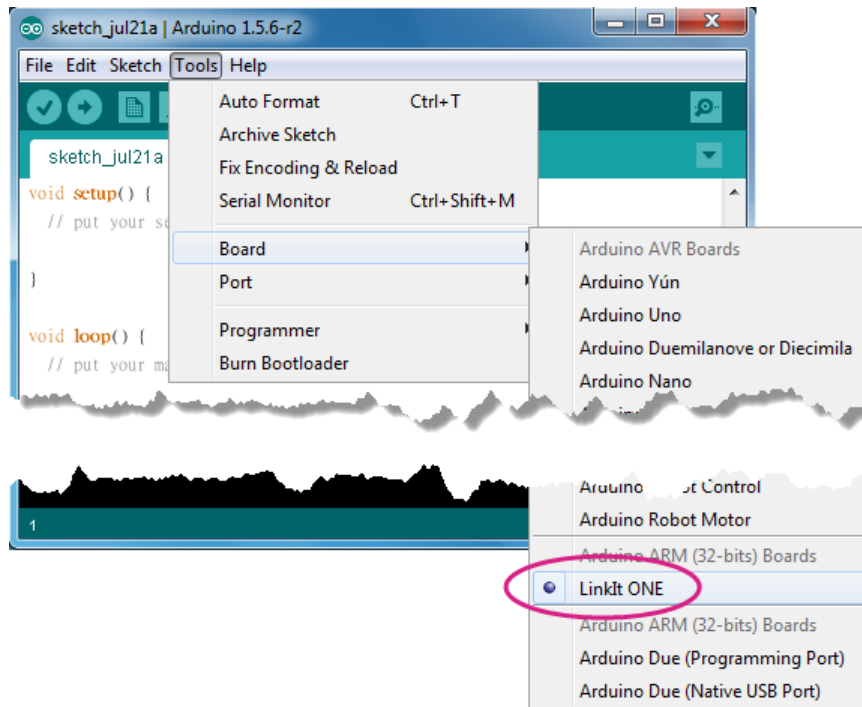 sketch_jul21a | Arduino 1.5.6-r2
File Edit Sketch Tools Help
Auto Format Ctrl+T
Archive Sketch
sketch_jul21a
Fix Encoding & Reload
void setup() {
Serial Monitor Ctrl+Shift+M
// put your
Board
Arduino AVR Boards
}
Port
Arduino Yún
Arduino Uno
void loop() {
Programmer
Arduino Duemilanove or Diecimila
// put your
Burn Bootloader
Arduino Nano
Control
1
Arduino Robot Motor
Arduino ARM (32-bits) Boards
LinkIt ONE
Arduino ARM (32-bits) Boards
Arduino Due (Programming Port)
Arduino Due (Native USB Port)